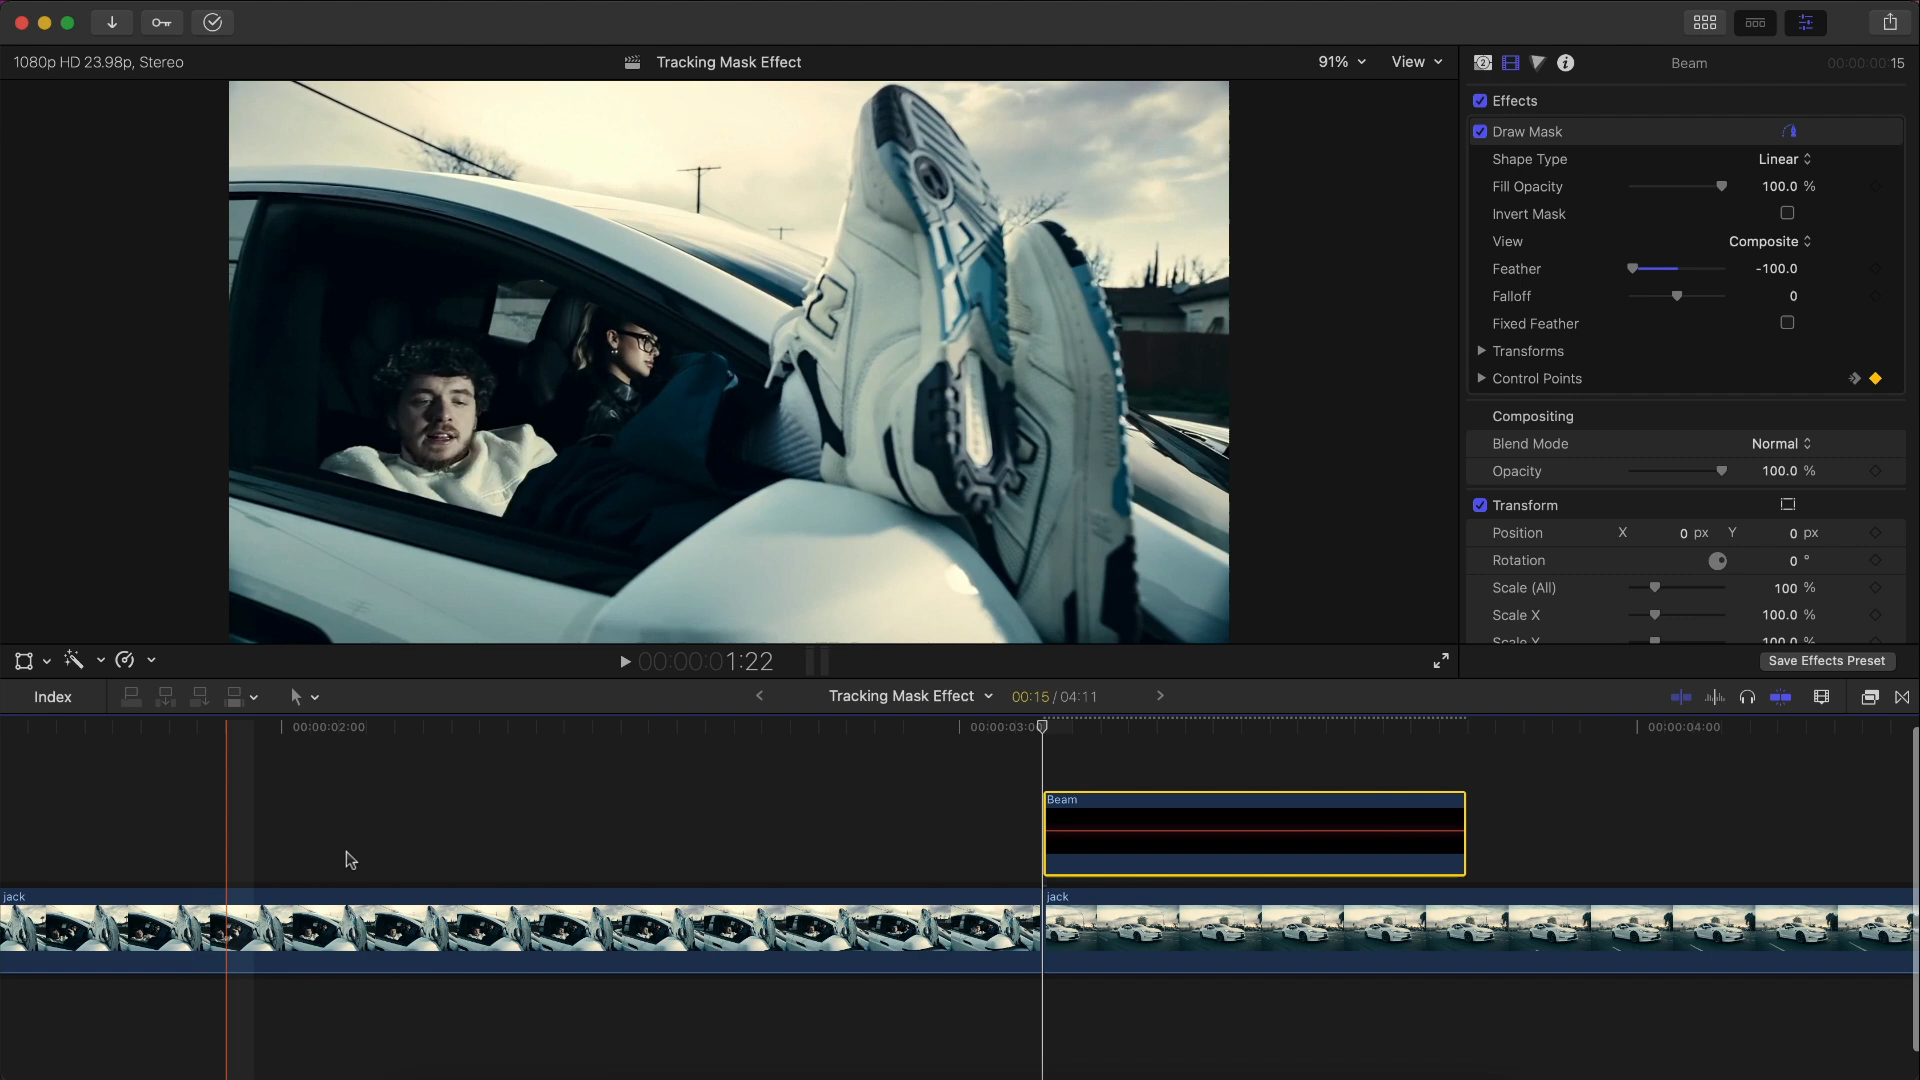 1080p HD 23.98p, Stereo
Tracking Mask Effect
91%
View
Beam
00:00:00:15
Effects
Draw Mask
Shape Type
Linear
Fill Opacity
100.0 %
Invert Mask
View
Composite
Feather
-100.0
Falloff
0
Fixed Feather
Transforms
Control Points
Compositing
Blend Mode
Normal
Opacity
100.0 %
Transform
Position
X
0 px
Y
0 px
Rotation
0 °
Scale (All)
100 %
Scale X
100.0 %
Scale Y
100.0 %
00:00:01:22
Save Effects Preset
Index
Tracking Mask Effect
00:15 / 04:11
00:00:02:00
00:00:03:00
00:00:04:00
Beam
jack
jack